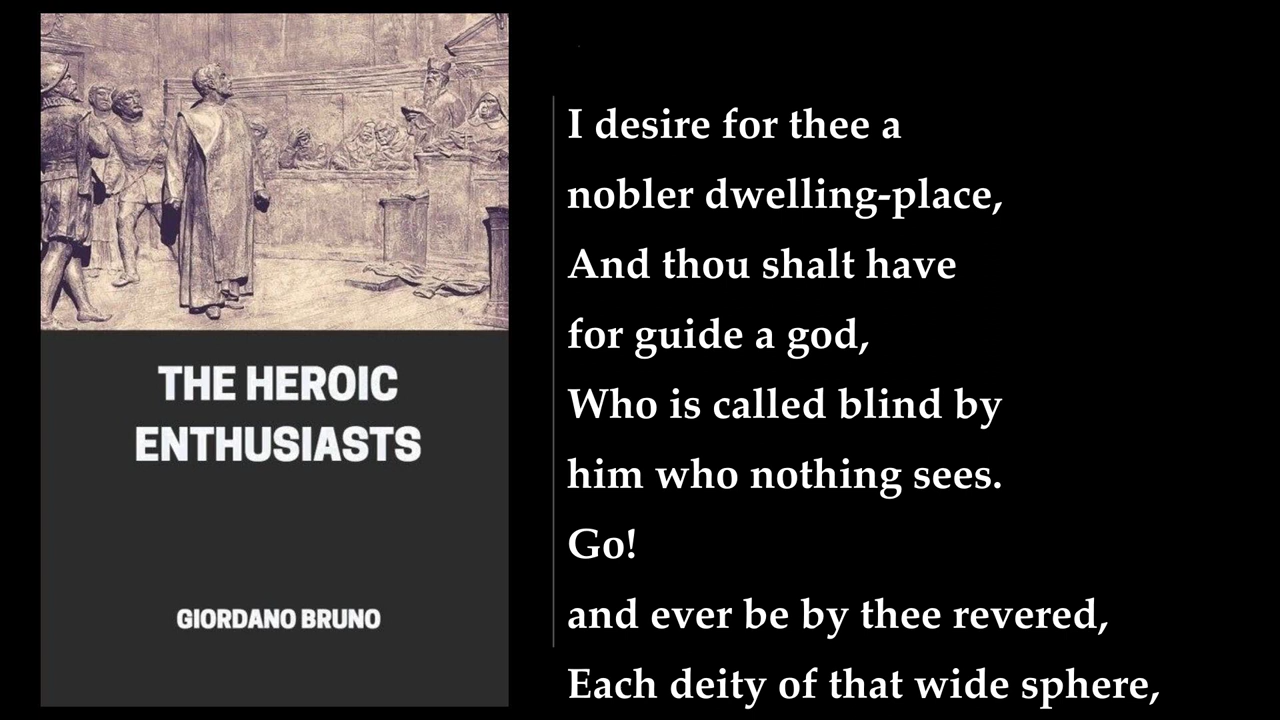 THE HEROIC
ENTHUSIASTS
GIORDANO BRUNO
I desire for thee a
nobler dwelling-place,
And thou shalt have
for guide a god,
Who is called blind by
him who nothing sees.
Go!
and ever be by thee revered,
Each deity of that wide sphere,